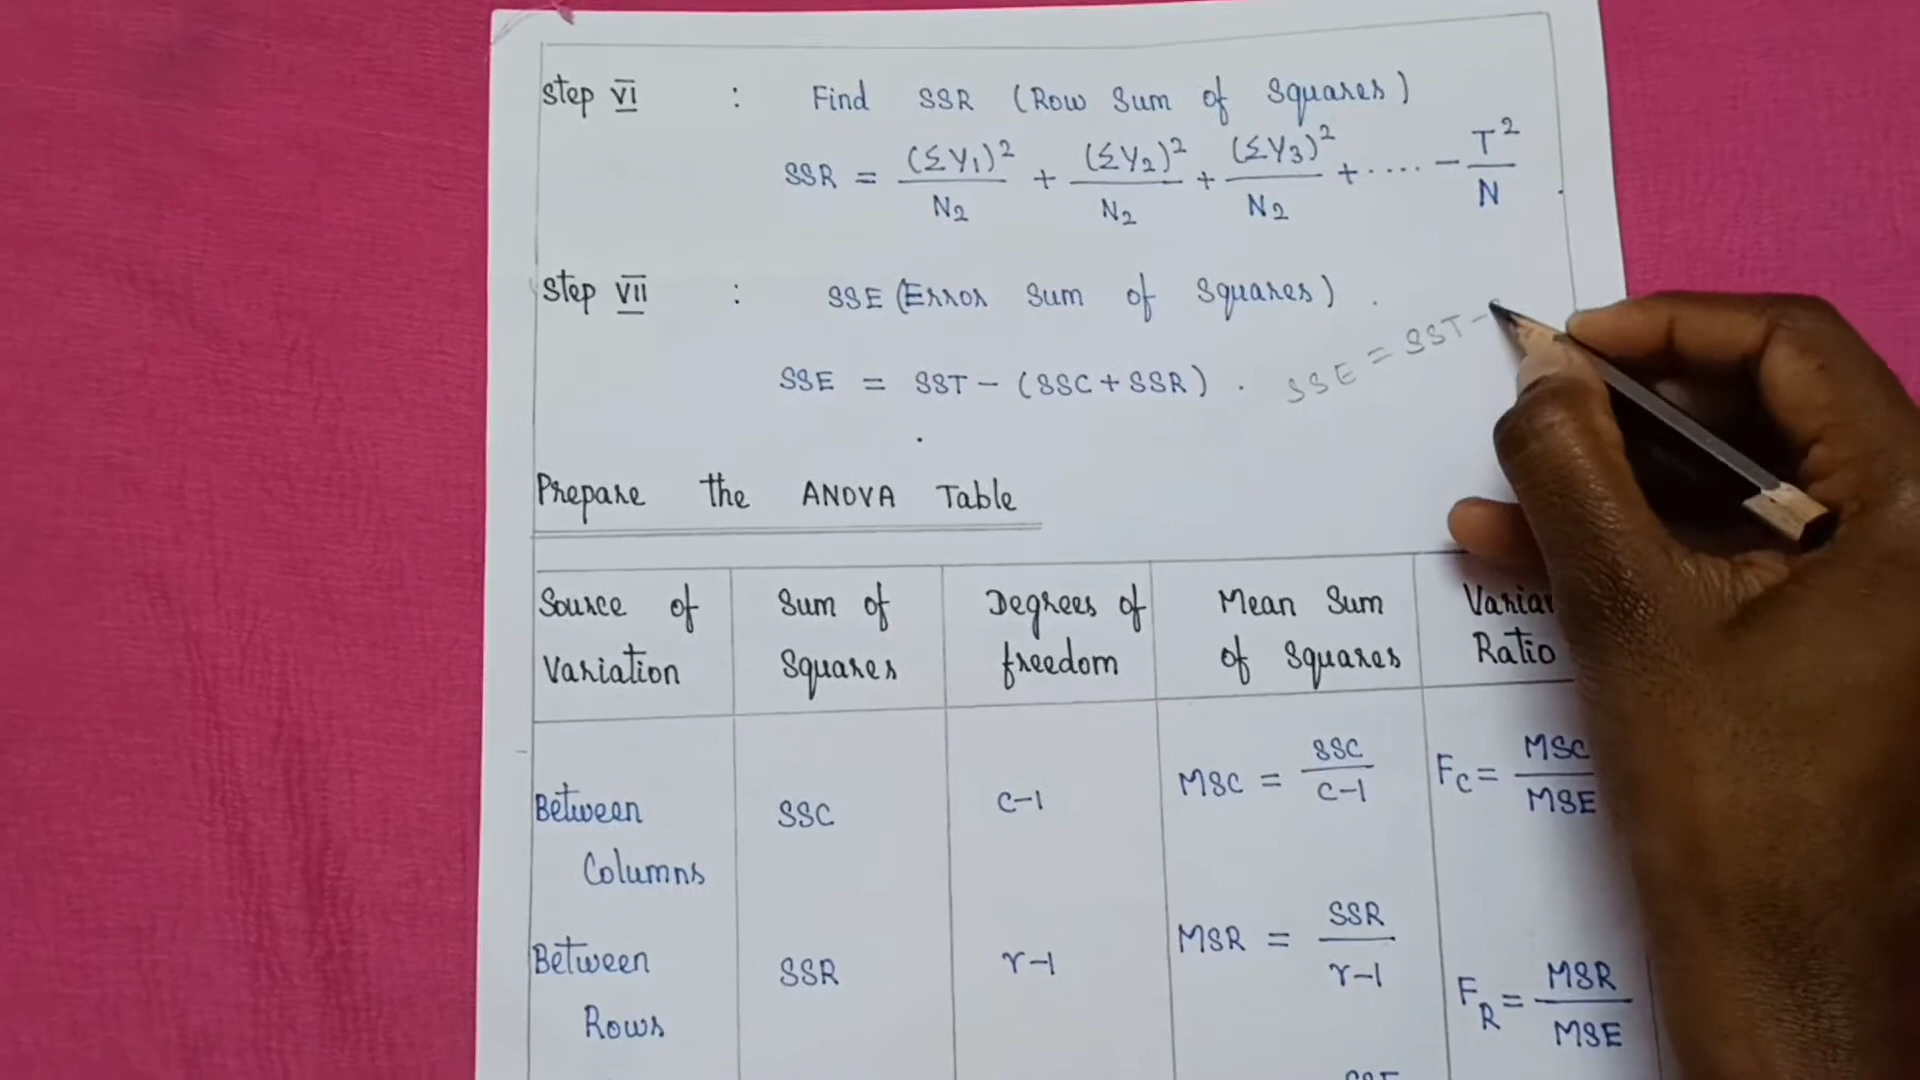 Step VI : Find SSR (Row Sum of Squares)
SSR = (ΣY1)²/N2 + (ΣY2)²/N2 + (ΣY3)²/N2 + ..... - T²/N
Step VII : SSE (Error Sum of Squares).
SSE = SST - (SSC + SSR).
SSE = SST -
Prepare the ANOVA Table
Source of Variation
Sum of Squares
Degrees of freedom
Mean Sum of Squares
Ratio
Between Columns
SSC
C-1
MSC = SSC/C-1
FC = MSC/MSE
Between Rows
SSR
r-1
MSR = SSR/r-1
FR = MSR/MSE